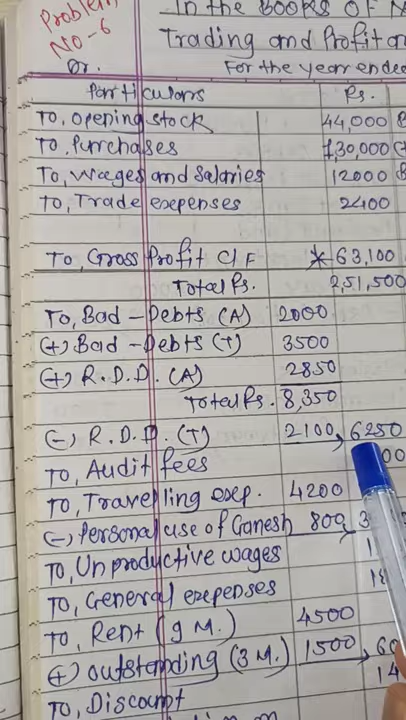 Problem No-6
In the Books OF
Trading and Profit
Dr. For the year ended
Particulars Rs.
To, opening stock 44,000
To, Purchases 1,30,000
To, Wages and Salaries 12000
To, Trade expenses 2400
To, Gross Profit C/F * 63,100
Total Rs. 2,51,500
To, Bad-Debts (A) 2000
(+) Bad-Debts (T) 3500
(+) R.D.D. (A) 2850
Total Rs. 8,350
(-) R.D.D. (T) 2100, 6250
To, Audit fees
To, Travelling exp. 4200
(-) Personal use of Ganesh 800
To, Unproductive wages
To, General expenses
To, Rent (9 M.) 4500
(+) outstanding (3 M.) 1500
To, Discount